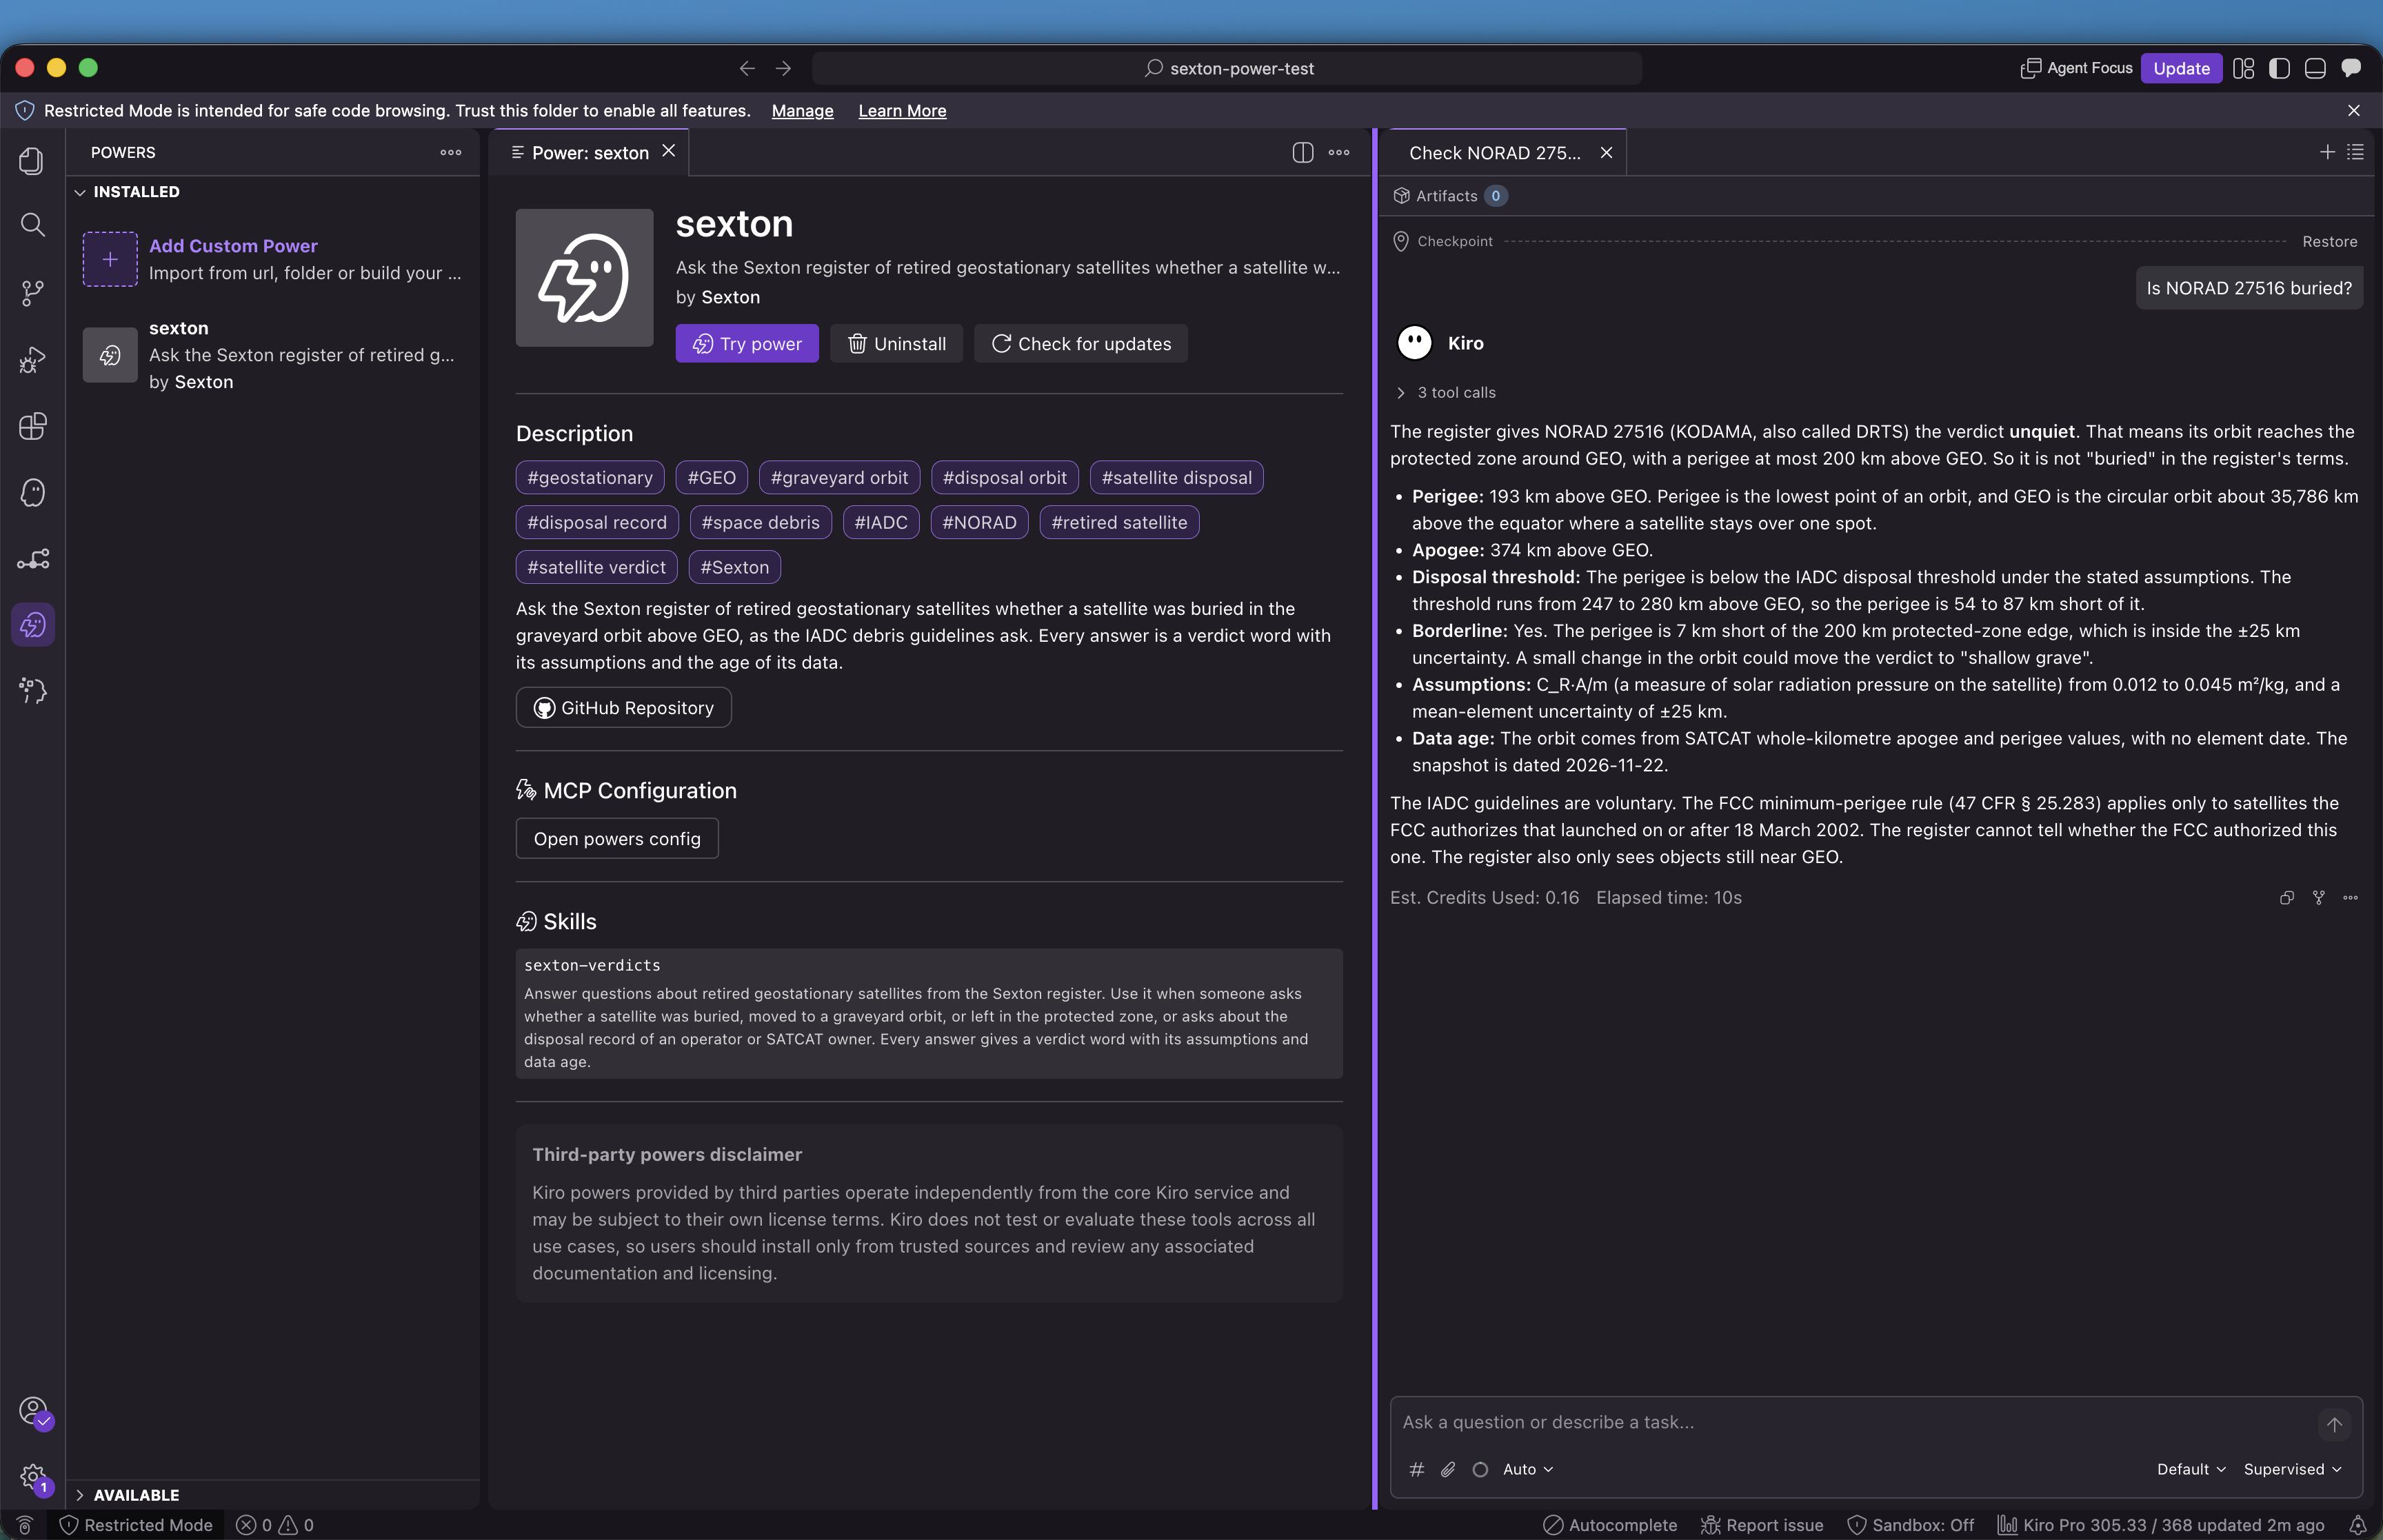 sexton-power-test
Agent Focus
Update
Restricted Mode is intended for safe code browsing. Trust this folder to enable all features. Manage Learn More
POWERS
INSTALLED
Add Custom Power
Import from url, folder or build your ...
sexton
Ask the Sexton register of retired g...
by Sexton
AVAILABLE
Power: sexton
sexton
Ask the Sexton register of retired geostationary satellites whether a satellite w...
by Sexton
Try power
Uninstall
Check for updates
Description
#geostationary #GEO #graveyard orbit #disposal orbit #satellite disposal
#disposal record #space debris #IADC #NORAD #retired satellite
#satellite verdict #Sexton
Ask the Sexton register of retired geostationary satellites whether a satellite was buried in the
graveyard orbit above GEO, as the IADC debris guidelines ask. Every answer is a verdict word with
its assumptions and the age of its data.
GitHub Repository
MCP Configuration
Open powers config
Skills
sexton-verdicts
Answer questions about retired geostationary satellites from the Sexton register. Use it when someone asks
whether a satellite was buried, moved to a graveyard orbit, or left in the protected zone, or asks about the
disposal record of an operator or SATCAT owner. Every answer gives a verdict word with its assumptions and
data age.
Third-party powers disclaimer
Kiro powers provided by third parties operate independently from the core Kiro service and
may be subject to their own license terms. Kiro does not test or evaluate these tools across all
use cases, so users should install only from trusted sources and review any associated
documentation and licensing.
Check NORAD 275...
Artifacts 0
Checkpoint
Restore
Is NORAD 27516 buried?
Kiro
3 tool calls
The register gives NORAD 27516 (KODAMA, also called DRTS) the verdict unquiet. That means its orbit reaches the
protected zone around GEO, with a perigee at most 200 km above GEO. So it is not "buried" in the register's terms.
• Perigee: 193 km above GEO. Perigee is the lowest point of an orbit, and GEO is the circular orbit about 35,786 km
above the equator where a satellite stays over one spot.
• Apogee: 374 km above GEO.
• Disposal threshold: The perigee is below the IADC disposal threshold under the stated assumptions. The
threshold runs from 247 to 280 km above GEO, so the perigee is 54 to 87 km short of it.
• Borderline: Yes. The perigee is 7 km short of the 200 km protected-zone edge, which is inside the ±25 km
uncertainty. A small change in the orbit could move the verdict to "shallow grave".
• Assumptions: C_R·A/m (a measure of solar radiation pressure on the satellite) from 0.012 to 0.045 m²/kg, and a
mean-element uncertainty of ±25 km.
• Data age: The orbit comes from SATCAT whole-kilometre apogee and perigee values, with no element date. The
snapshot is dated 2026-11-22.
The IADC guidelines are voluntary. The FCC minimum-perigee rule (47 CFR § 25.283) applies only to satellites the
FCC authorizes that launched on or after 18 March 2002. The register cannot tell whether the FCC authorized this
one. The register also only sees objects still near GEO.
Est. Credits Used: 0.16 Elapsed time: 10s
Ask a question or describe a task...
Auto
Default
Supervised
1
Restricted Mode
0
0
Autocomplete
Report issue
Sandbox: Off
Kiro Pro 305.33 / 368 updated 2m ago